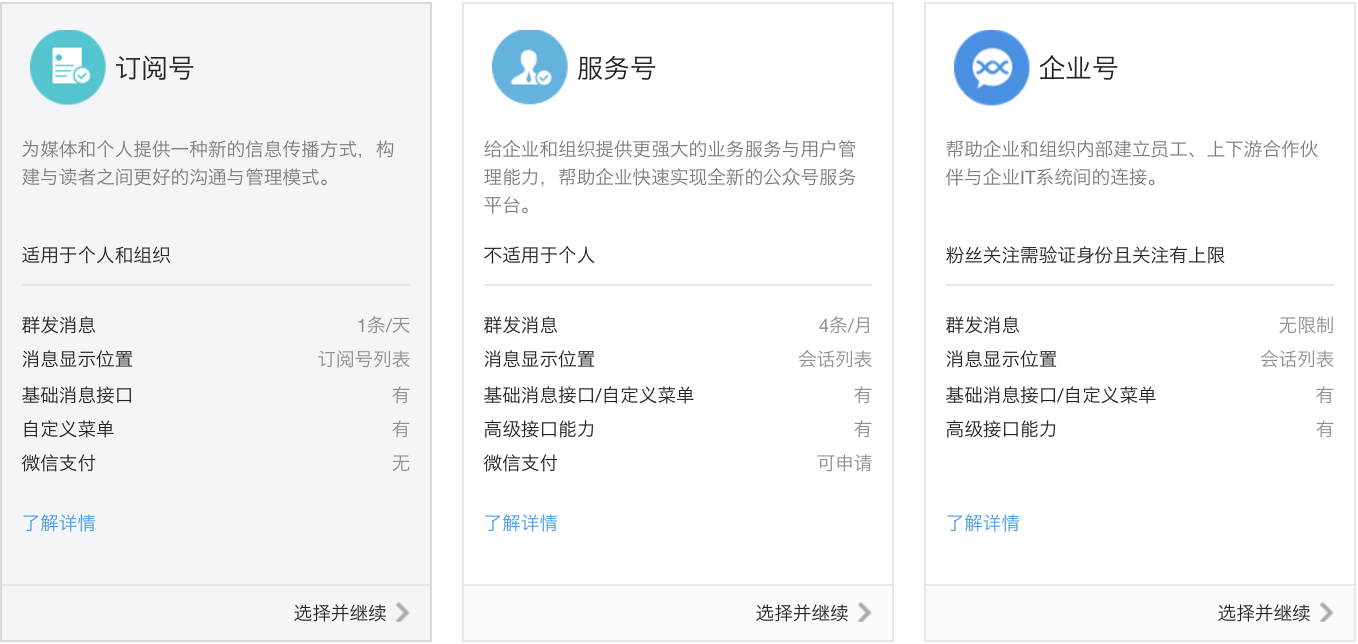 订阅号
为媒体和个人提供一种新的信息传播方式，构
建与读者之间更好的沟通与管理模式。
适用于个人和组织
群发消息 1条/天
消息显示位置 订阅号列表
基础消息接口 有
自定义菜单 有
微信支付 无
了解详情
选择并继续
服务号
给企业和组织提供更强大的业务服务与用户管
理能力，帮助企业快速实现全新的公众号服务
平台。
不适用于个人
群发消息 4条/月
消息显示位置 会话列表
基础消息接口/自定义菜单 有
高级接口能力 有
微信支付 可申请
了解详情
选择并继续
企业号
帮助企业和组织内部建立员工、上下游合作伙
伴与企业IT系统间的连接。
粉丝关注需验证身份且关注有上限
群发消息 无限制
消息显示位置 会话列表
基础消息接口/自定义菜单 有
高级接口能力 有
了解详情
选择并继续